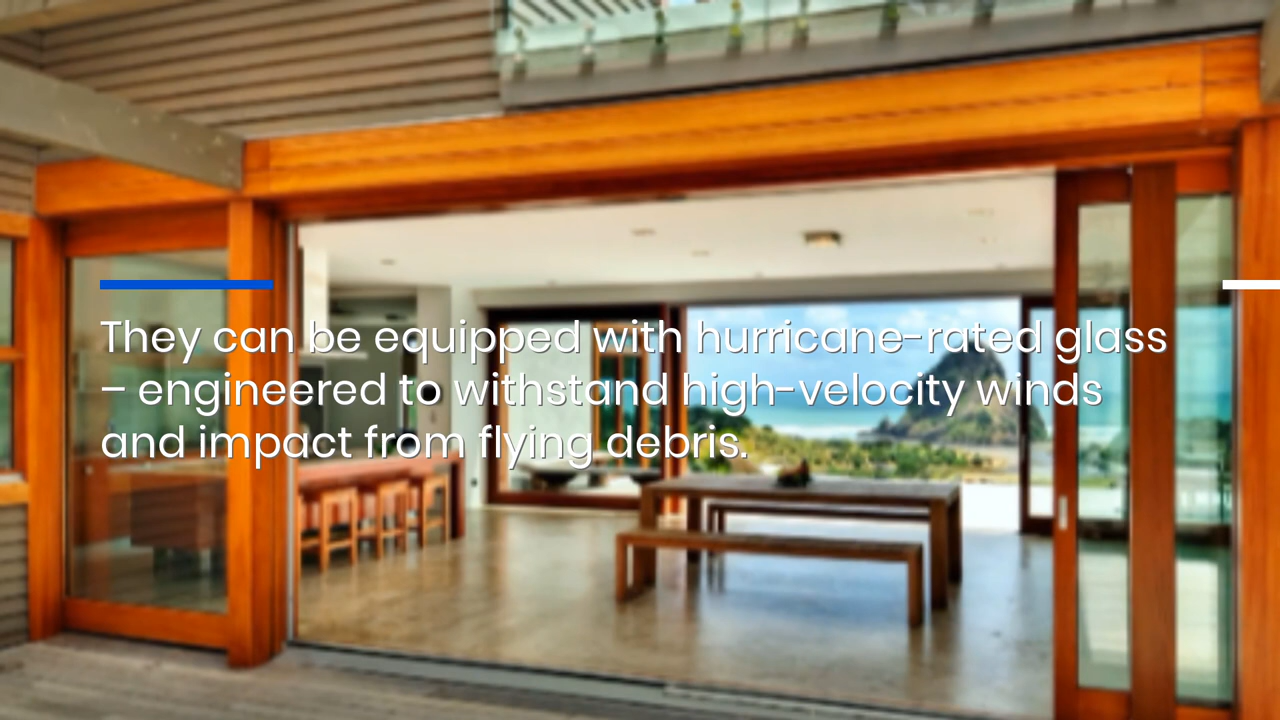 They can be equipped with hurricane-rated glass
– engineered to withstand high-velocity winds
and impact from flying debris.